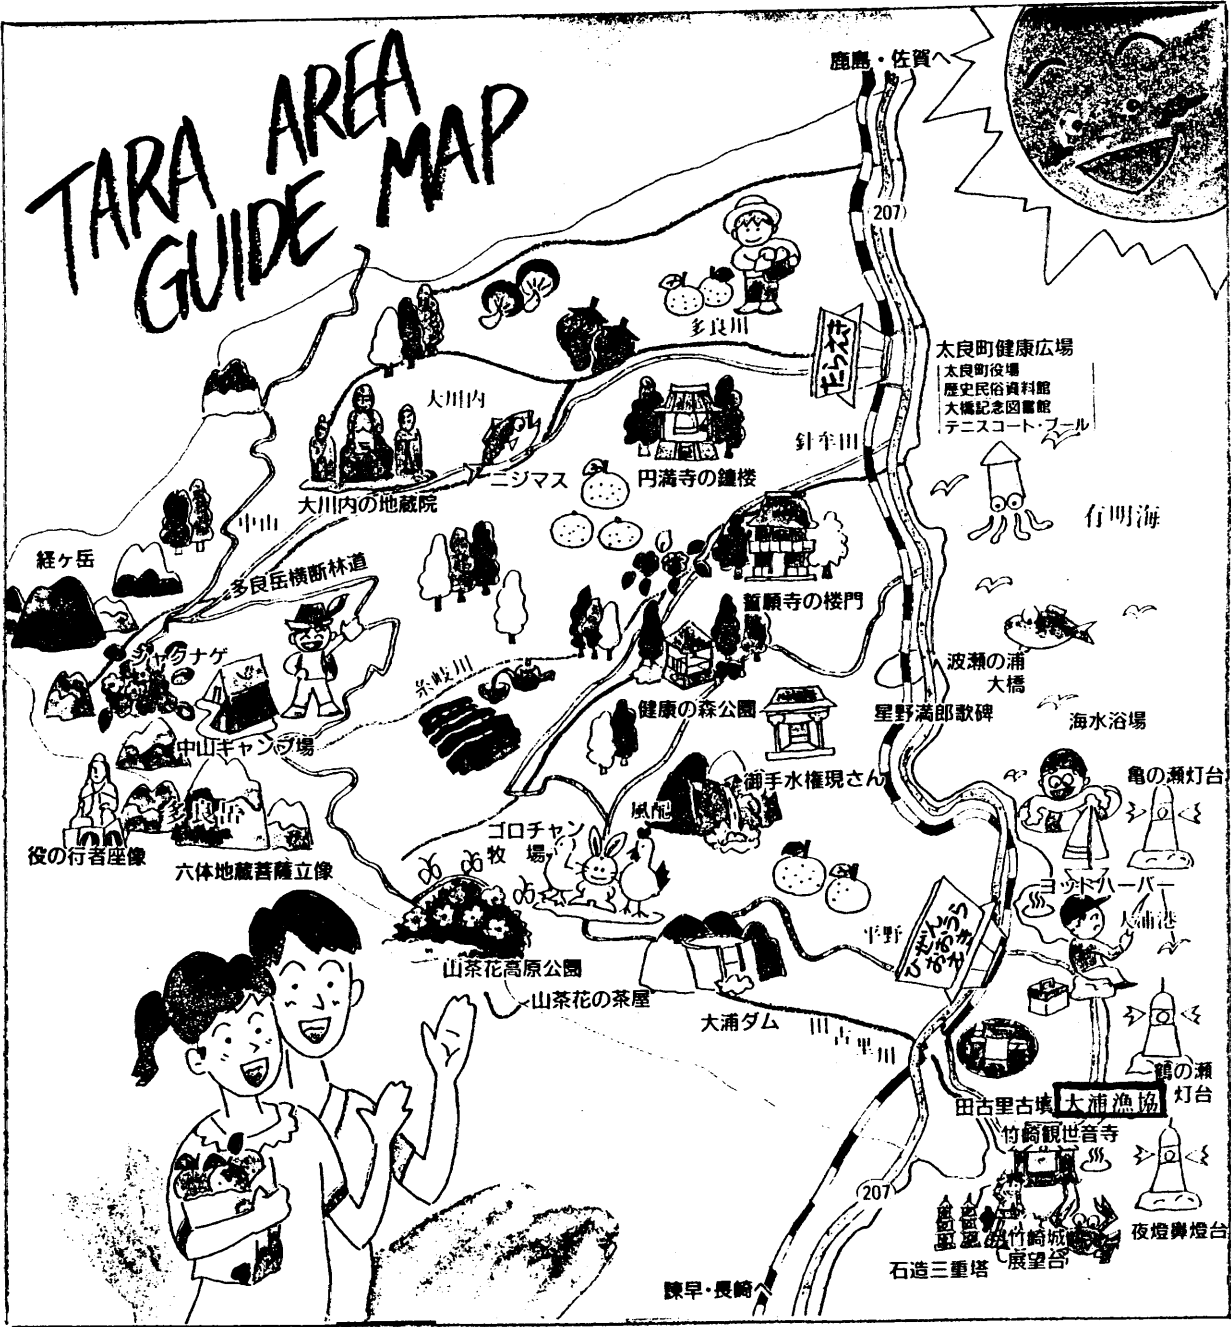 TARA AREA
GUIDE MAP
鹿島・佐賀へ
207
多良川
たらえき
太良町健康広場
太良町役場
歴史民俗資料館
大橋記念図書館
テニスコート・プール
大川内
針牟田
ニジマス
円満寺の鐘楼
大川内の地蔵院
有明海
中山
経ヶ岳
多良岳横断林道
誓願寺の楼門
シャクナゲ
糸岐川
波瀬の浦
大橋
健康の森公園
星野満郎歌碑
海水浴場
中山キャンプ場
御手水権現さん
亀の瀬灯台
多良岳
風配
ゴロチャン
牧場
役の行者座像
六体地蔵菩薩立像
ヨットハーバー
大浦港
平野
ひぜんおおうらえき
山茶花高原公園
山茶花の茶屋
大浦ダム
鶴の瀬
灯台
田古里古墳
大浦漁協
竹崎観世音寺
207
竹崎城
展望台
夜燈鼻燈台
石造三重塔
諫早・長崎へ